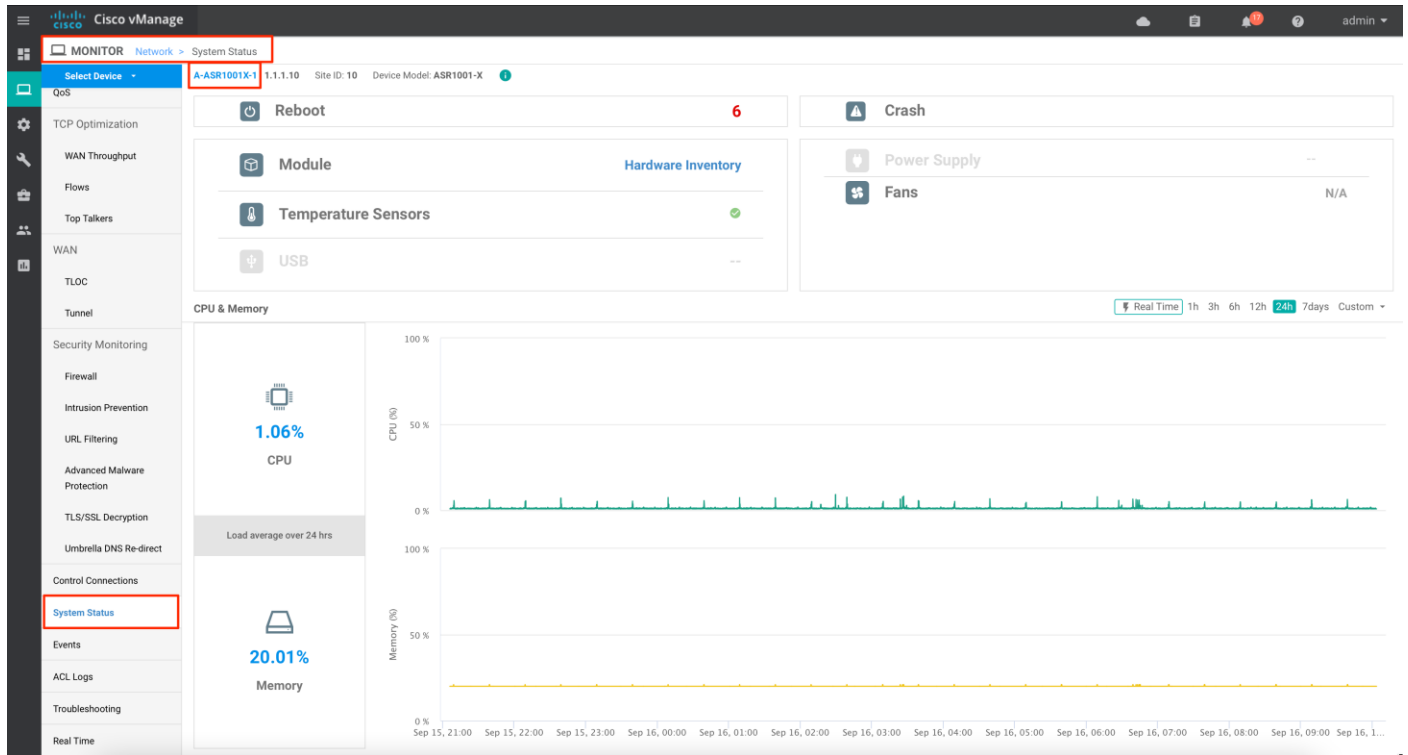 cisco Cisco vManage
17
admin
MONITOR Network > System Status
Select Device
A-ASR1001X-1 1.1.1.10 Site ID: 10 Device Model: ASR1001-X
QoS
TCP Optimization
WAN Throughput
Flows
Top Talkers
WAN
TLOC
Tunnel
Security Monitoring
Firewall
Intrusion Prevention
URL Filtering
Advanced Malware
Protection
TLS/SSL Decryption
Umbrella DNS Re-direct
Control Connections
System Status
Events
ACL Logs
Troubleshooting
Real Time
Reboot 6
Crash
Module Hardware Inventory
Temperature Sensors
USB --
Power Supply --
Fans N/A
CPU & Memory
Real Time 1h 3h 6h 12h 24h 7days Custom
1.06%
CPU
Load average over 24 hrs
20.01%
Memory
100 %
CPU (%)
50 %
0 %
100 %
Memory (%)
50 %
0 %
Sep 15, 21:00 Sep 15, 22:00 Sep 15, 23:00 Sep 16, 00:00 Sep 16, 01:00 Sep 16, 02:00 Sep 16, 03:00 Sep 16, 04:00 Sep 16, 05:00 Sep 16, 06:00 Sep 16, 07:00 Sep 16, 08:00 Sep 16, 09:00 Sep 16, 1...